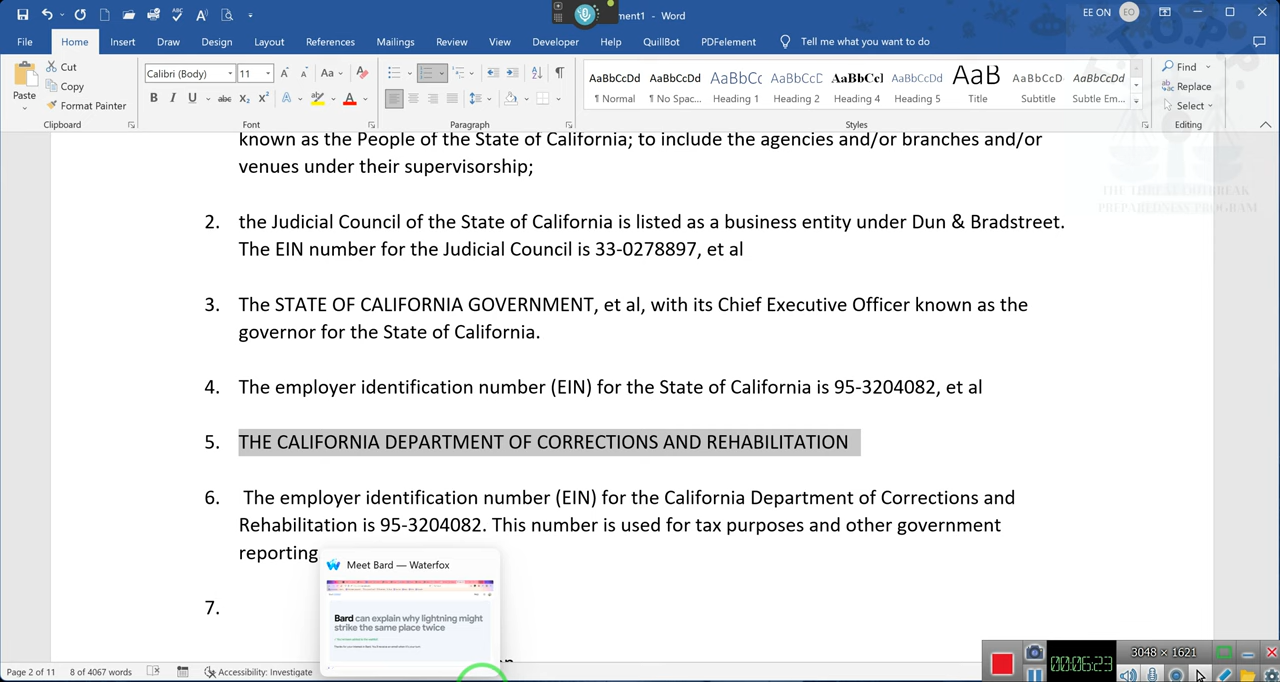 ment1 - Word
EE ON
EO
File
Home
Insert
Draw
Design
Layout
References
Mailings
Review
View
Developer
Help
QuillBot
PDFelement
Tell me what you want to do
Paste
Cut
Copy
Format Painter
Clipboard
Calibri (Body)
11
Font
Paragraph
AaBbCcDd
¶ Normal
AaBbCcDd
¶ No Spac...
AaBbCc
Heading 1
AaBbCcD
Heading 2
AaBbCcI
Heading 4
AaBbCcDd
Heading 5
AaB
Title
AaBbCcD
Subtitle
AaBbCcDd
Subtle Em...
Styles
Find
Replace
Select
Editing
THE THREAT OUTBREAK
PREPAREDNESS PROGRAM
known as the People of the State of California; to include the agencies and/or branches and/or
venues under their supervisorship;
2. the Judicial Council of the State of California is listed as a business entity under Dun & Bradstreet.
The EIN number for the Judicial Council is 33-0278897, et al
3. The STATE OF CALIFORNIA GOVERNMENT, et al, with its Chief Executive Officer known as the
governor for the State of California.
4. The employer identification number (EIN) for the State of California is 95-3204082, et al
5. THE CALIFORNIA DEPARTMENT OF CORRECTIONS AND REHABILITATION
6. The employer identification number (EIN) for the California Department of Corrections and
Rehabilitation is 95-3204082. This number is used for tax purposes and other government
reporting
7.
Meet Bard — Waterfox
Bard can explain why lightning might
strike the same place twice
Page 2 of 11
8 of 4067 words
Accessibility: Investigate
3048 × 1621
00:06:23